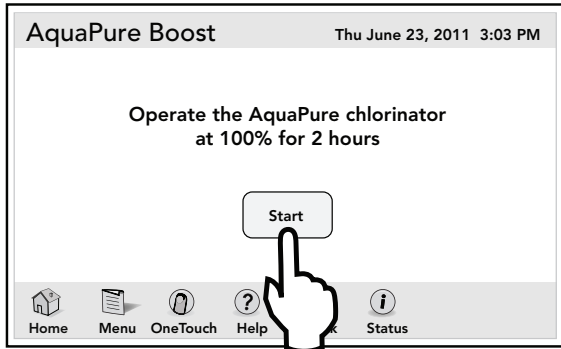 AquaPure Boost Thu June 23, 2011 3:03 PM
Operate the AquaPure chlorinator
at 100% for 2 hours
Start
Home Menu OneTouch Help Status